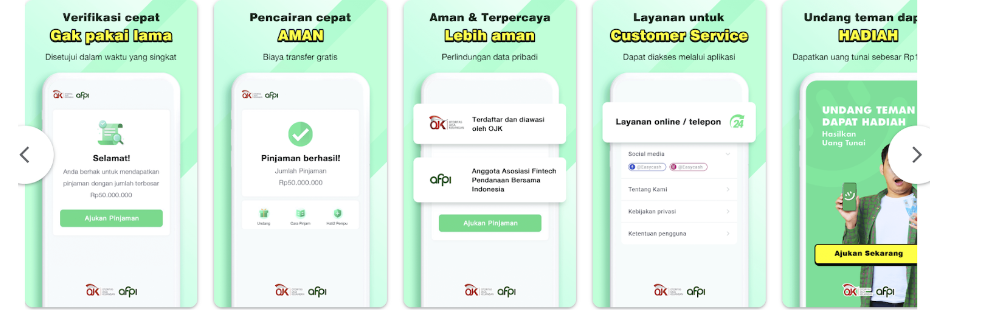 Verifikasi cepat
Gak pakai lama
Disetujui dalam waktu yang singkat
OJK
afpi
Selamat!
Anda berhak untuk mendapatkan
pinjaman dengan jumlah terbesar
Rp50.000.000
Ajukan Pinjaman
OJK
afpi
Pencairan cepat
AMAN
Biaya transfer gratis
OJK
afpi
Pinjaman berhasil!
Jumlah Pinjaman
Rp50.000.000
Undang
OJK
afpi
Aman & Terpercaya
Lebih aman
Perlindungan data pribadi
OJK
Terdaftar dan diawasi
oleh OJK
afpi
Anggota Asosiasi Fintech
Pendanaan Bersama
Indonesia
Ajukan Pinjaman
OJK
afpi
Layanan untuk
Customer Service
Dapat diakses melalui aplikasi
Layanan online / telepon
24
Social media
Tentang Kami
Kebijakan privasi
Ketentuan pengguna
OJK
afpi
Undang teman dap
HADIAH
Dapatkan uang tunai sebesar Rp1
UNDANG TEMAN
DAPAT HADIAH
Hasilkan
Uang Tunai
Ajukan Sekarang
OJK
afpi